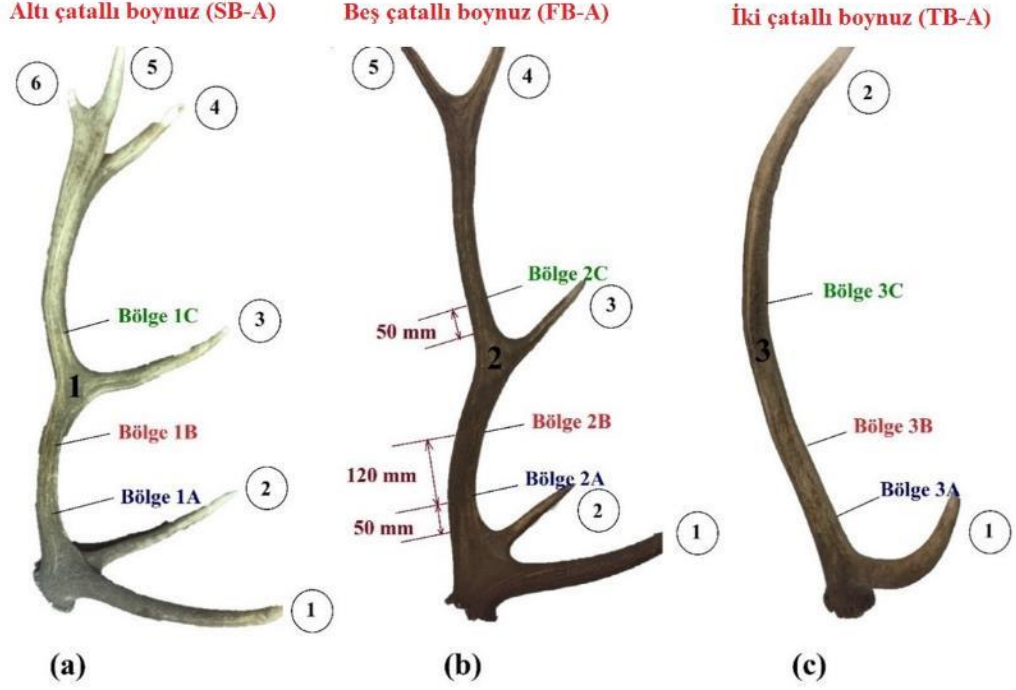 Altı çatallı boynuz (SB-A)
Beş çatallı boynuz (FB-A)
İki çatallı boynuz (TB-A)
6
5
4
3
2
1
1
Bölge 1C
Bölge 1B
Bölge 1A
5
4
3
2
1
2
Bölge 2C
50 mm
Bölge 2B
120 mm
Bölge 2A
50 mm
2
1
3
Bölge 3C
Bölge 3B
Bölge 3A
(a)
(b)
(c)